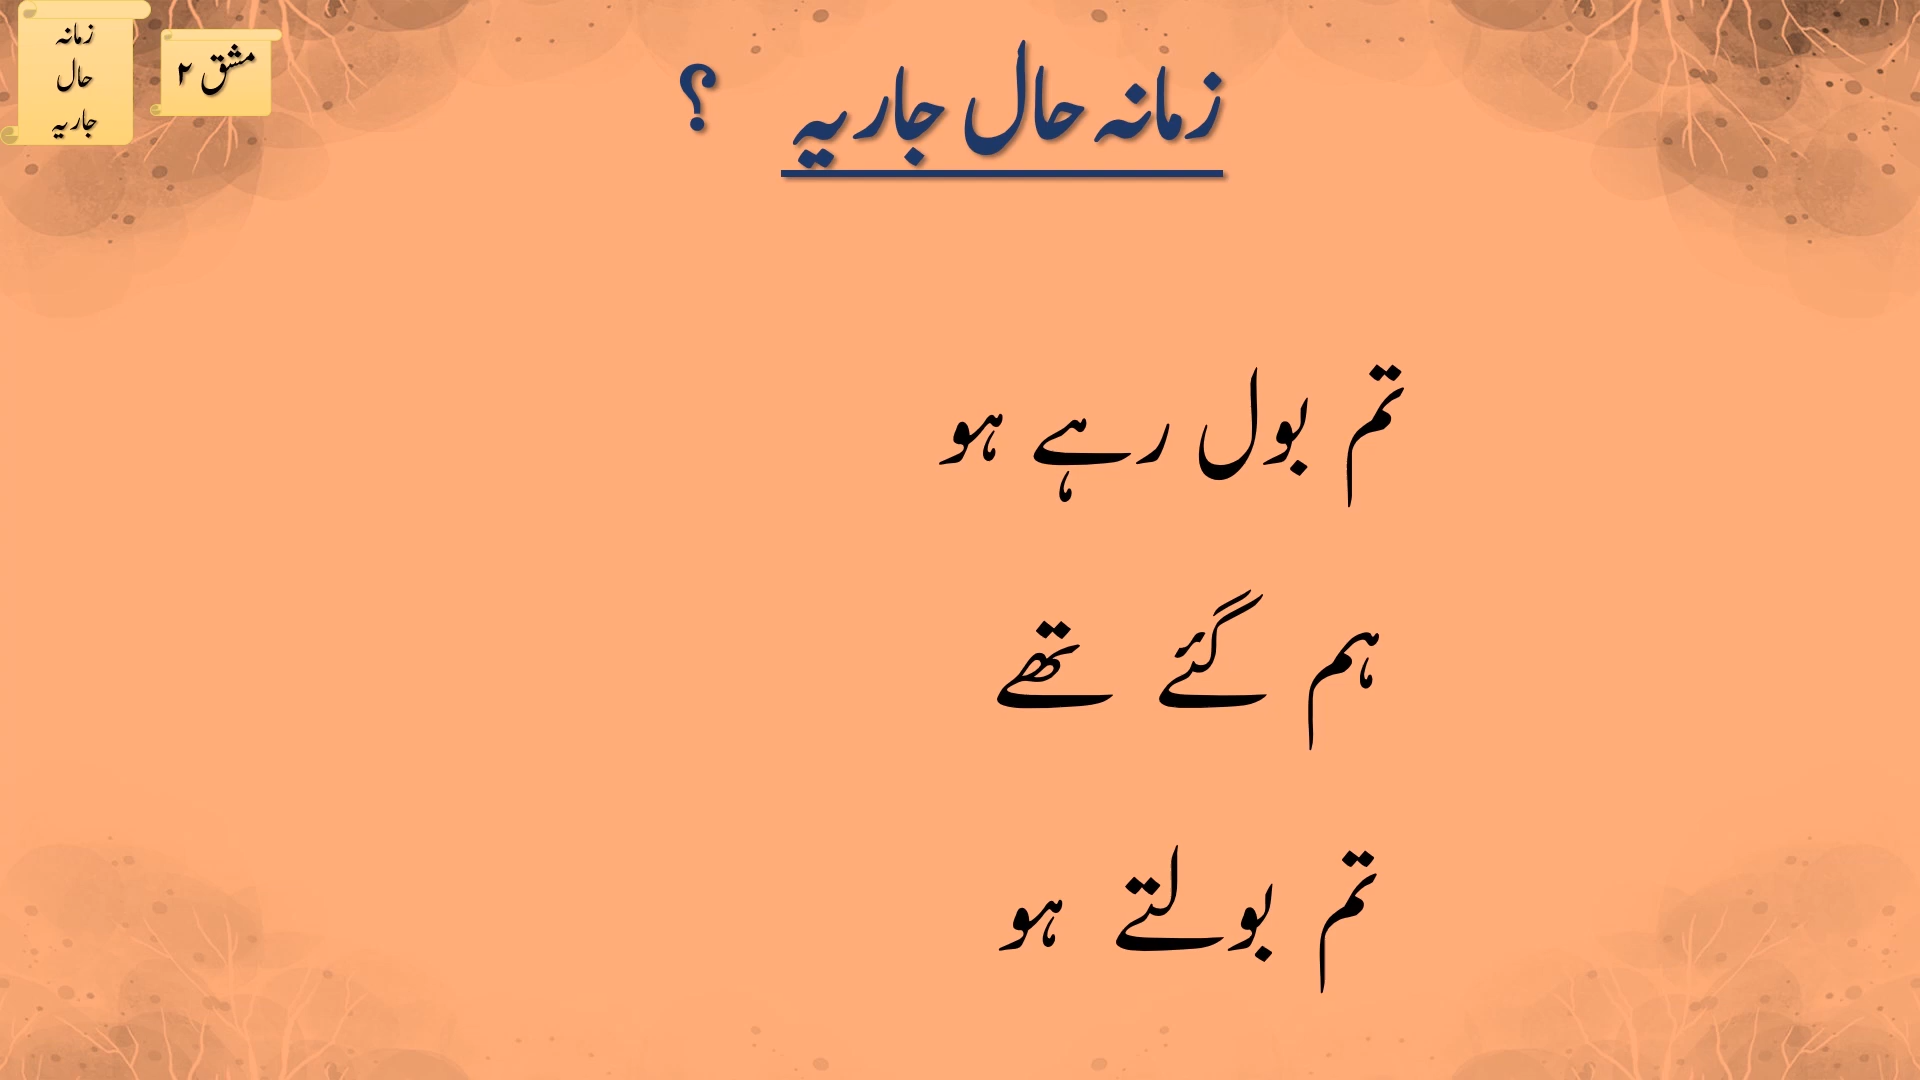 زمانہ حال جاریہ ؟
مشق ۲
زمانہ
حال
جاریہ
تم بول رہے ہو
ہم گئے تھے
تم بولتے ہو